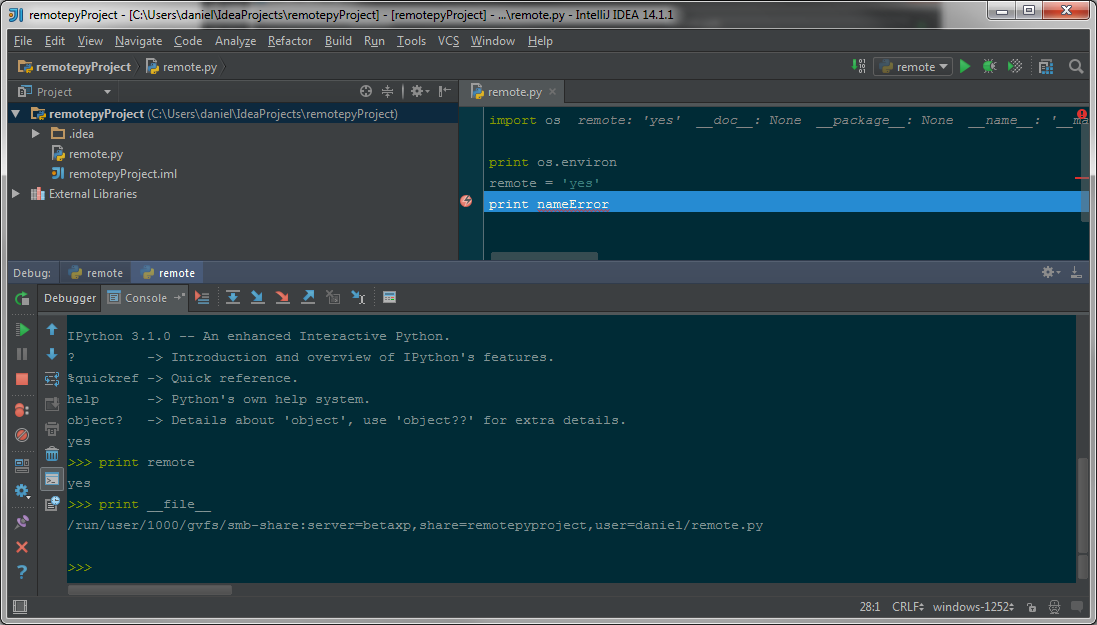 remotepyProject - [C:\Users\daniel\IdeaProjects\remotepyProject] - [remotepyProject] - ...\remote.py - IntelliJ IDEA 14.1.1
File Edit View Navigate Code Analyze Refactor Build Run Tools VCS Window Help
remotepyProject remote.py remote
Project
remote.py
remotepyProject (C:\Users\daniel\IdeaProjects\remotepyProject)
.idea
remote.py
remotepyProject.iml
External Libraries
import os remote: 'yes' __doc__: None __package__: None __name__: '__ma
print os.environ
remote = 'yes'
print nameError
Debug: remote remote
Debugger Console
IPython 3.1.0 -- An enhanced Interactive Python.
? -> Introduction and overview of IPython's features.
%quickref -> Quick reference.
help -> Python's own help system.
object? -> Details about 'object', use 'object??' for extra details.
yes
>>> print remote
yes
>>> print __file__
/run/user/1000/gvfs/smb-share:server=betaxp,share=remotepyproject,user=daniel/remote.py
>>>
28:1 CRLF windows-1252